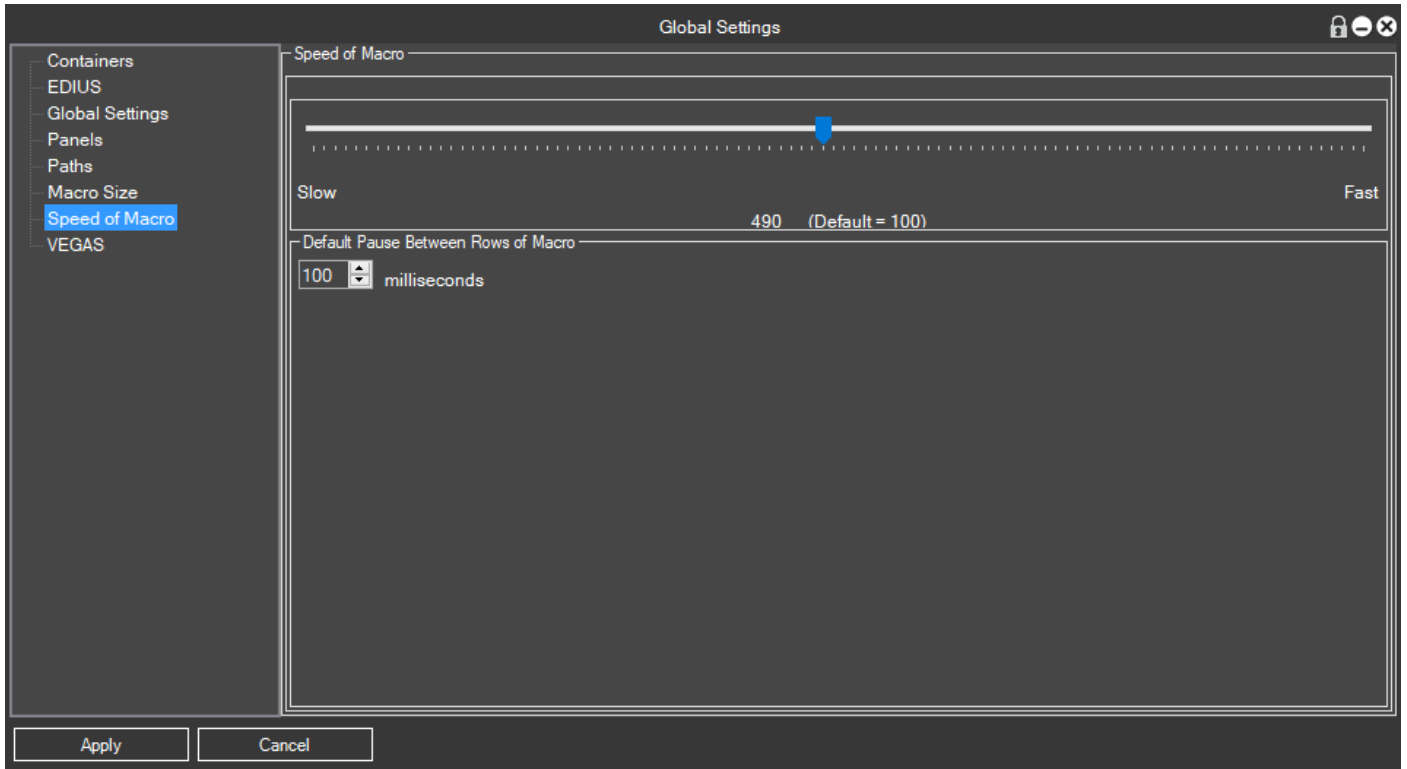 Global Settings
Containers
EDIUS
Global Settings
Panels
Paths
Macro Size
Speed of Macro
VEGAS
Speed of Macro
Slow
Fast
490 (Default = 100)
Default Pause Between Rows of Macro
100 milliseconds
Apply
Cancel